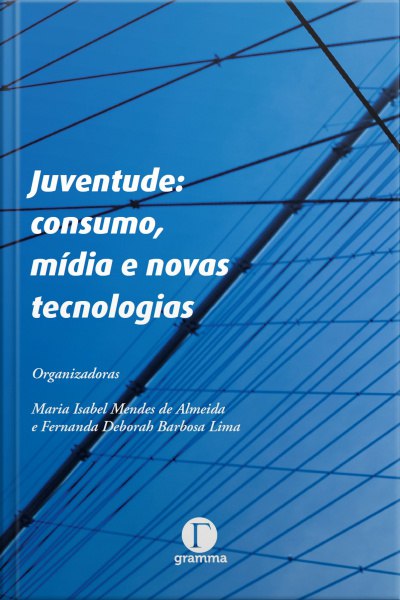 Juventude:
consumo,
mídia e novas
tecnologias
Organizadoras
Maria Isabel Mendes de Almeida
e Fernanda Deborah Barbosa Lima
Γ
gramma